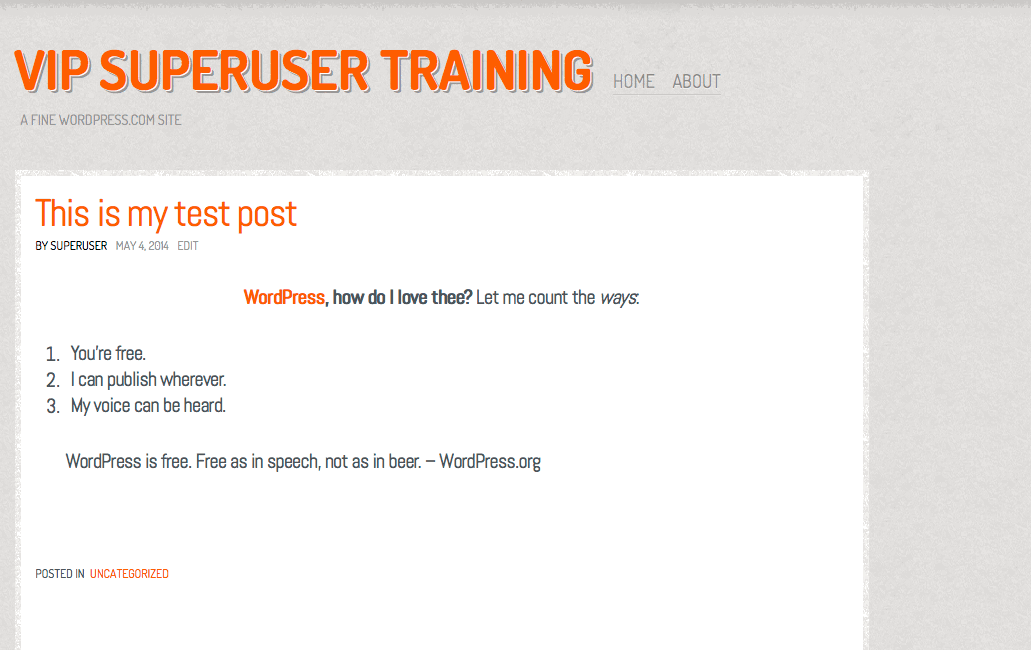 VIP SUPERUSER TRAINING HOME ABOUT
A FINE WORDPRESS.COM SITE
This is my test post
BY SUPERUSER MAY 4, 2014 EDIT
WordPress, how do I love thee? Let me count the ways:
1. You're free.
2. I can publish wherever.
3. My voice can be heard.
WordPress is free. Free as in speech, not as in beer. – WordPress.org
POSTED IN UNCATEGORIZED